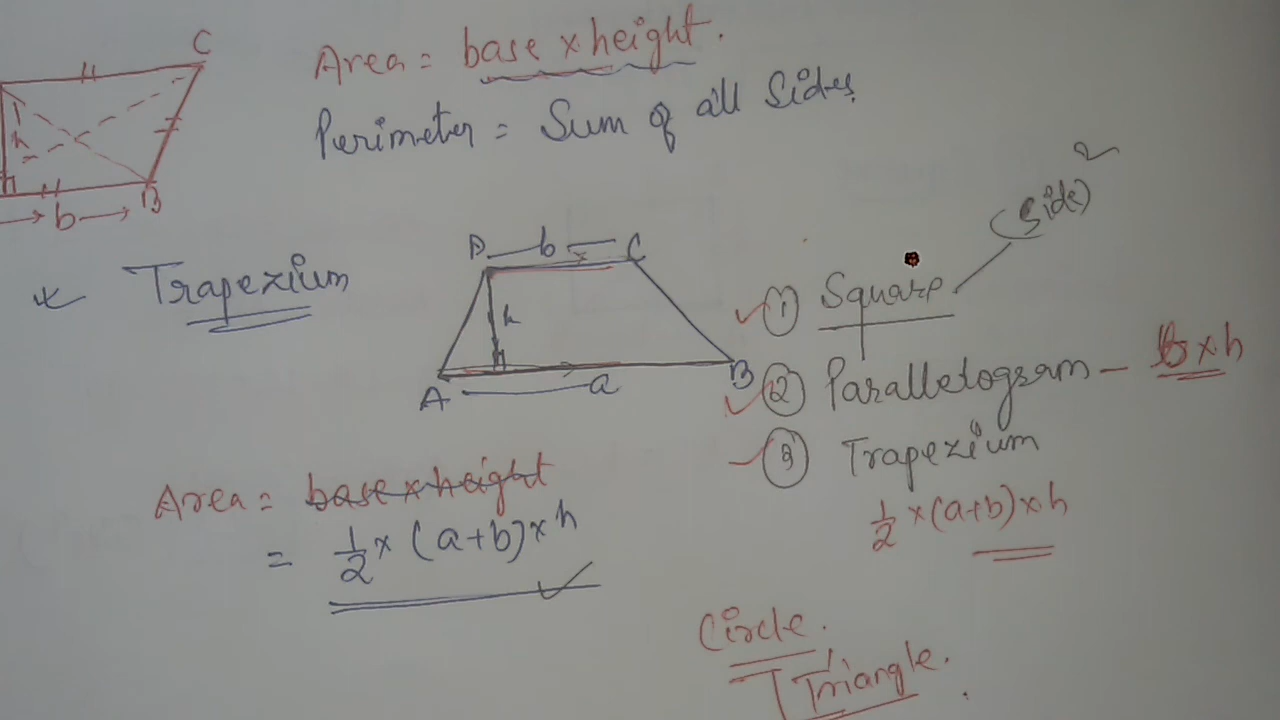 C
Area = base × height.
Perimeter = Sum of all Sides.
h
b
B
(Side)²
* Trapezium
D b C
h
A a B
① Square
② Parallelogram – b × h
③ Trapezium
½ × (a+b) × h
Area = base × height
= ½ × (a+b) × h
Circle.
Triangle.